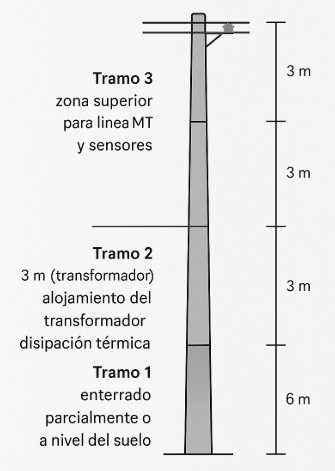 Tramo 3
zona superior
para linea MT
y sensores
3 m
3 m
Tramo 2
3 m (transformador)
alojamiento del
transformador
disipación térmica
3 m
Tramo 1
enterrado
parcialmente o
a nivel del suelo
6 m